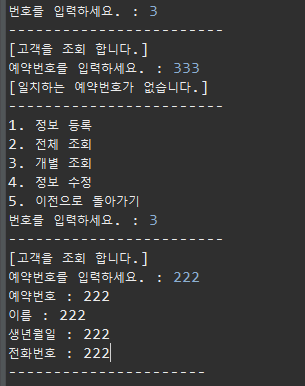 번호를 입력하세요. : 3
------------------------
[고객을 조회 합니다.]
예약번호를 입력하세요. : 333
[일치하는 예약번호가 없습니다.]
------------------------
1. 정보 등록
2. 전체 조회
3. 개별 조회
4. 정보 수정
5. 이전으로 돌아가기
번호를 입력하세요. : 3
------------------------
[고객을 조회 합니다.]
예약번호를 입력하세요. : 222
예약번호 : 222
이름 : 222
생년월일 : 222
전화번호 : 222
----------------------